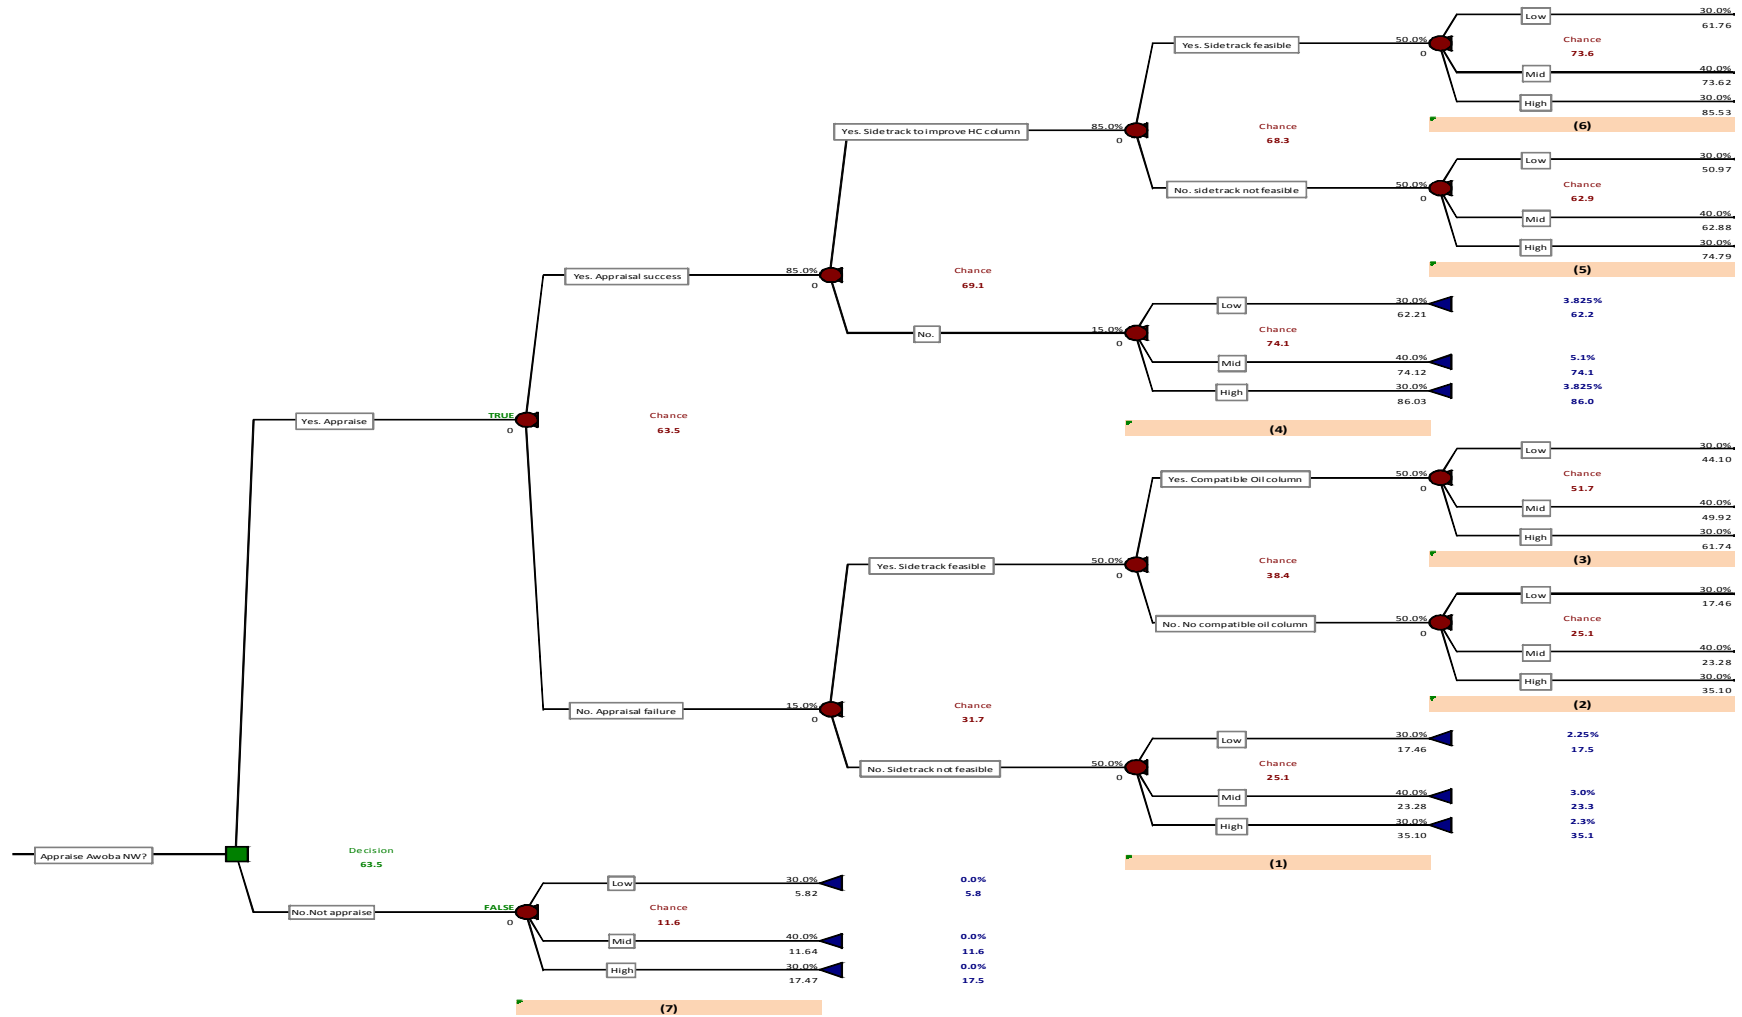 30.0%
Low
61.76
Yes. Sidetrack feasible
50.0%
0
Chance
73.6
40.0%
Mid
73.62
30.0%
High
85.53
(6)
Yes. Sidetrack to improve HC column
85.0%
0
Chance
68.3
30.0%
Low
50.97
No. sidetrack not feasible
50.0%
0
Chance
62.9
40.0%
Mid
62.88
30.0%
High
74.79
(5)
Yes. Appraisal success
85.0%
0
Chance
69.1
Low
30.0%
62.21
3.825%
62.2
No.
15.0%
0
Chance
74.1
Mid
40.0%
74.12
5.1%
74.1
High
30.0%
86.03
3.825%
86.0
(4)
Yes. Appraise
TRUE
0
Chance
63.5
30.0%
Low
44.10
Yes. Compatible Oil column
50.0%
0
Chance
51.7
40.0%
Mid
49.92
30.0%
High
61.74
(3)
Yes. Sidetrack feasible
50.0%
0
Chance
38.4
30.0%
Low
17.46
No. No compatible oil column
50.0%
0
Chance
25.1
40.0%
Mid
23.28
30.0%
High
35.10
(2)
No. Appraisal failure
15.0%
0
Chance
31.7
Low
30.0%
17.46
2.25%
17.5
No. Sidetrack not feasible
50.0%
0
Chance
25.1
Mid
40.0%
23.28
3.0%
23.3
High
30.0%
35.10
2.3%
35.1
(1)
Appraise Awoba NW?
Decision
63.5
Low
30.0%
5.82
0.0%
5.8
No.Not appraise
FALSE
0
Chance
11.6
Mid
40.0%
11.64
0.0%
11.6
High
30.0%
17.47
0.0%
17.5
(7)